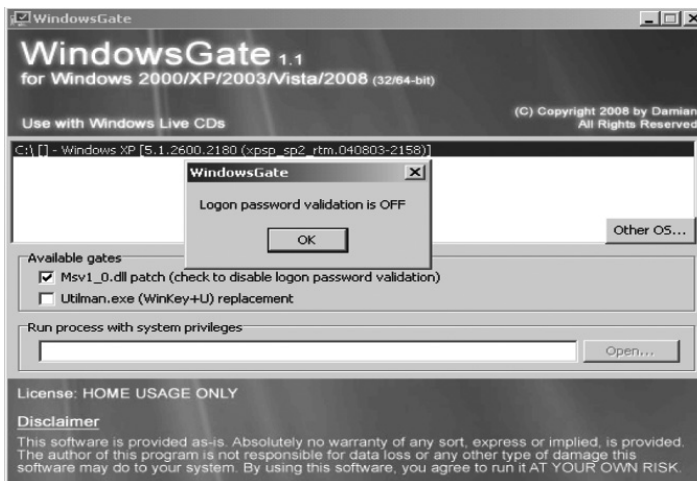 WindowsGate
WindowsGate 1.1
for Windows 2000/XP/2003/Vista/2008 (32/64-bit)
Use with Windows Live CDs
(C) Copyright 2008 by Damian
All Rights Reserved
C:\ [] - Windows XP [5.1.2600.2180 (xpsp_sp2_rtm.040803-2158)]
WindowsGate
Logon password validation is OFF
OK
Other OS...
Available gates
Msv1_0.dll patch (check to disable logon password validation)
Utilman.exe (WinKey+U) replacement
Run process with system privileges
Open...
License: HOME USAGE ONLY
Disclaimer
This software is provided as-is. Absolutely no warranty of any sort, express or implied, is provided.
The author of this program is not responsible for data loss or any other type of damage this
software may do to your system. By using this software, you agree to run it AT YOUR OWN RISK.